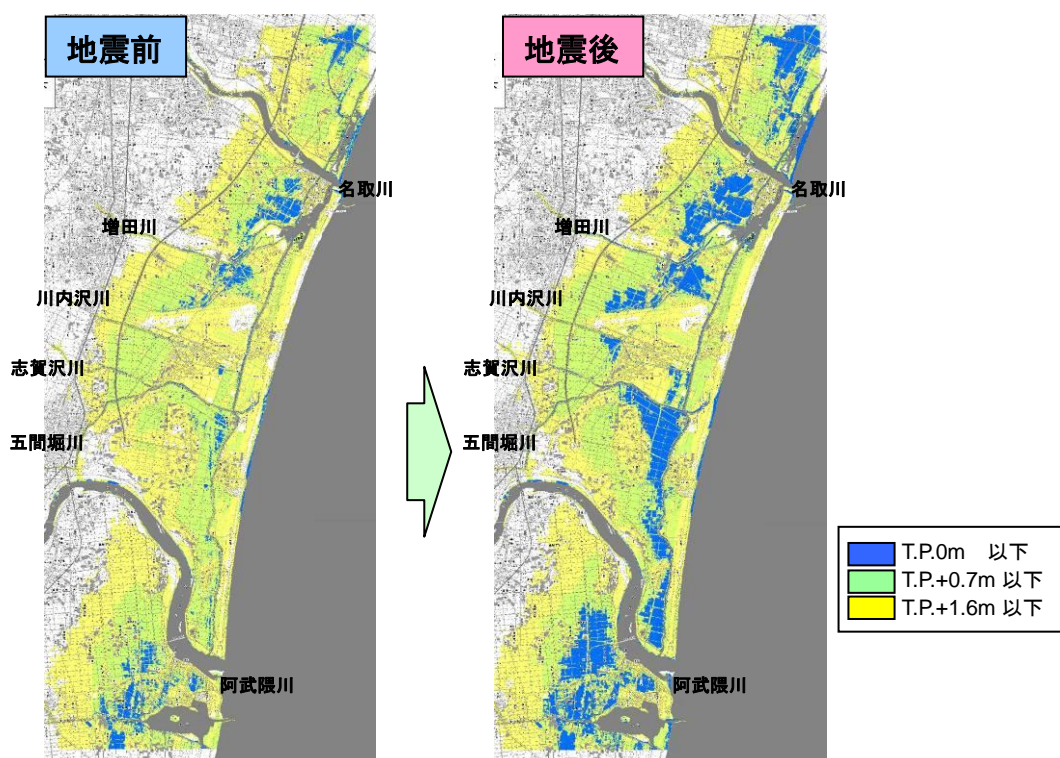 地震前
地震後
名取川
増田川
川内沢川
志賀沢川
五間堀川
阿武隈川
名取川
増田川
川内沢川
志賀沢川
五間堀川
阿武隈川
T.P.0m 以下
T.P.+0.7m 以下
T.P.+1.6m 以下